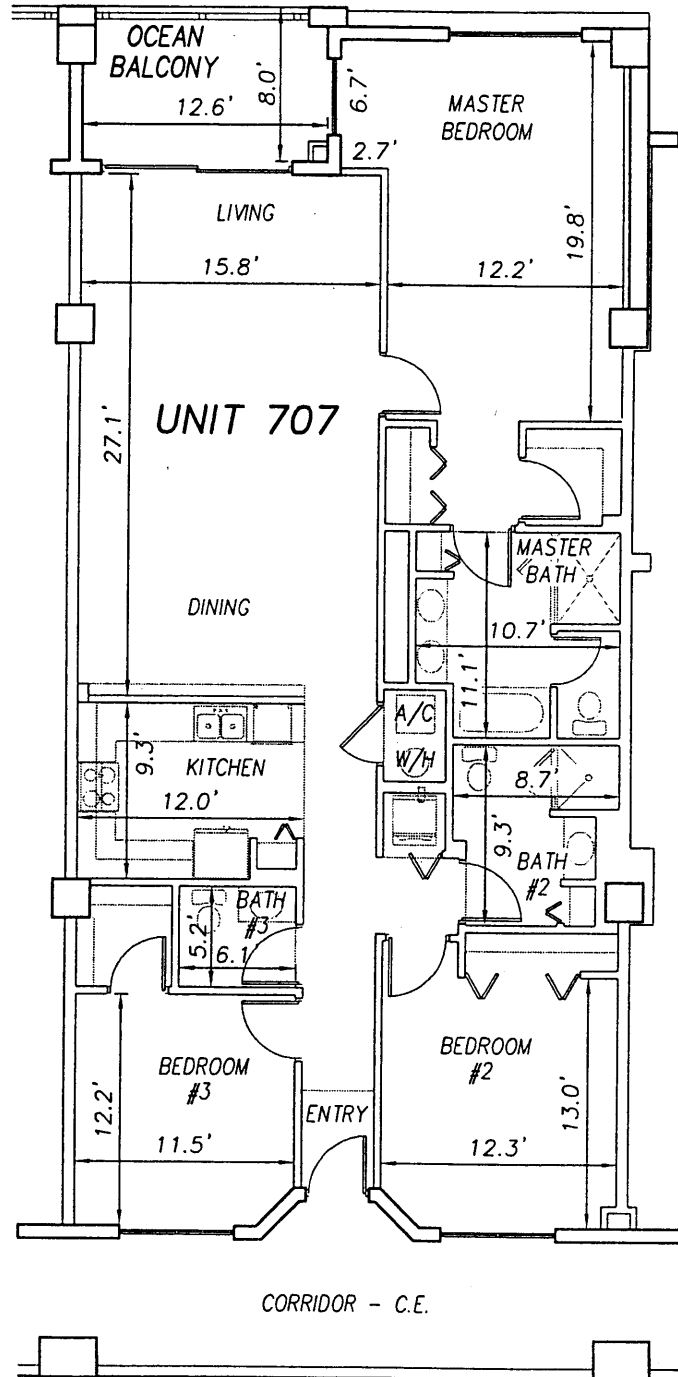 OCEAN
BALCONY
12.6'
8.0'
6.7'
2.7'
MASTER
BEDROOM
LIVING
15.8'
12.2'
19.8'
27.1'
UNIT 707
DINING
MASTER
BATH
10.7'
11.1'
A/C
W/H
KITCHEN
9.3'
12.0'
8.7'
9.3'
BATH
#2
BATH
#3
5.2'
6.1
BEDROOM
#3
12.2'
11.5'
ENTRY
BEDROOM
#2
13.0'
12.3'
CORRIDOR - C.E.